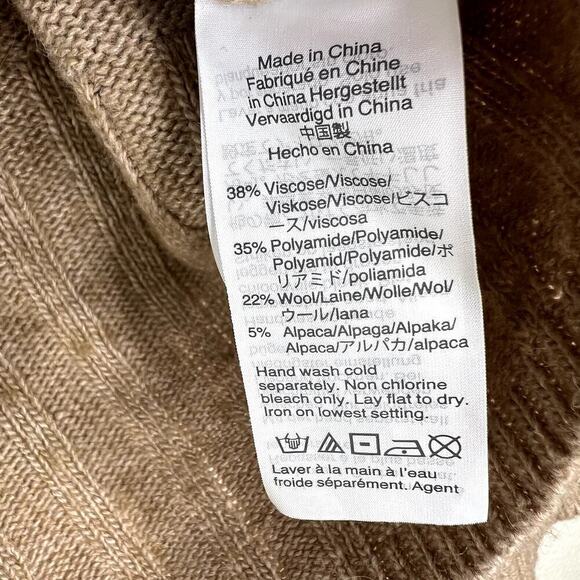 Made in China
Fabriqué en Chine
in China Hergestellt
Vervaardigd in China
中国製
Hecho en China
38% Viscose/Viscose/
Viskose/Viscose/ビスコ
ース/viscosa
35% Polyamide/Polyamide/
Polyamid/Polyamide/ポ
リアミド/poliamida
22% Wool/Laine/Wolle/Wol/
ウール/lana
5% Alpaca/Alpaga/Alpaka/
Alpaca/アルパカ/alpaca
Hand wash cold
separately. Non chlorine
bleach only. Lay flat to dry.
Iron on lowest setting.
Laver à la main à l'eau
froide séparément. Agent